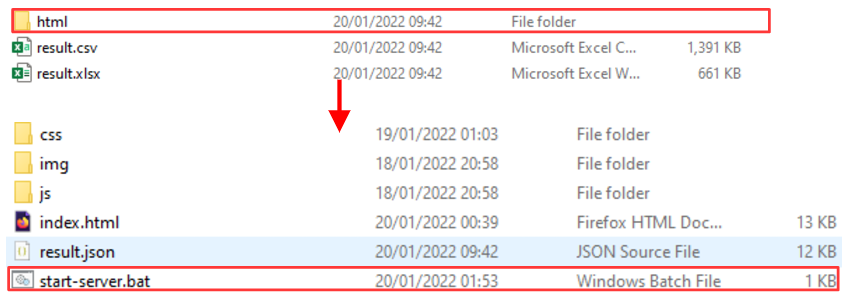 html 20/01/2022 09:42 File folder
result.csv 20/01/2022 09:42 Microsoft Excel C... 1,391 KB
result.xlsx 20/01/2022 09:42 Microsoft Excel W... 661 KB
css 19/01/2022 01:03 File folder
img 18/01/2022 20:58 File folder
js 18/01/2022 20:58 File folder
index.html 20/01/2022 00:39 Firefox HTML Doc... 13 KB
result.json 20/01/2022 09:42 JSON Source File 12 KB
start-server.bat 20/01/2022 01:53 Windows Batch File 1 KB